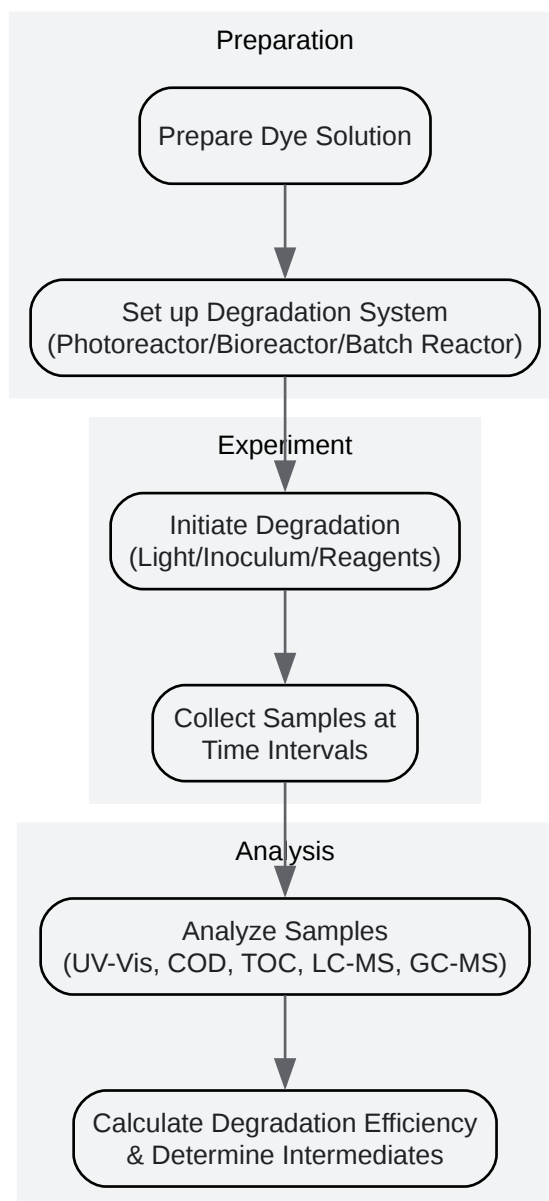 Preparation
Prepare Dye Solution
Set up Degradation System
(Photoreactor/Bioreactor/Batch Reactor)
Experiment
Initiate Degradation
(Light/Inoculum/Reagents)
Collect Samples at
Time Intervals
Analysis
Analyze Samples
(UV-Vis, COD, TOC, LC-MS, GC-MS)
Calculate Degradation Efficiency
& Determine Intermediates